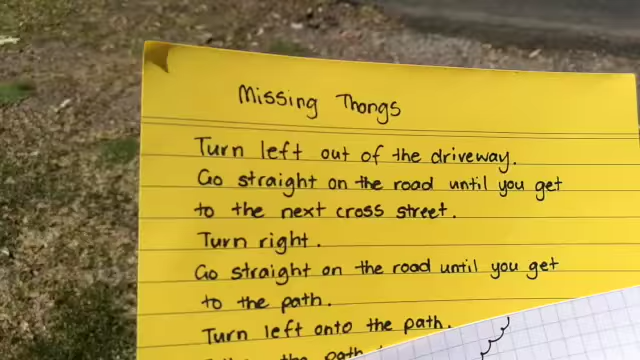 Missing Thongs
Turn left out of the driveway.
Go straight on the road until you get
to the next cross street.
Turn right.
Go straight on the road until you get
to the path.
Turn left onto the path.
the path